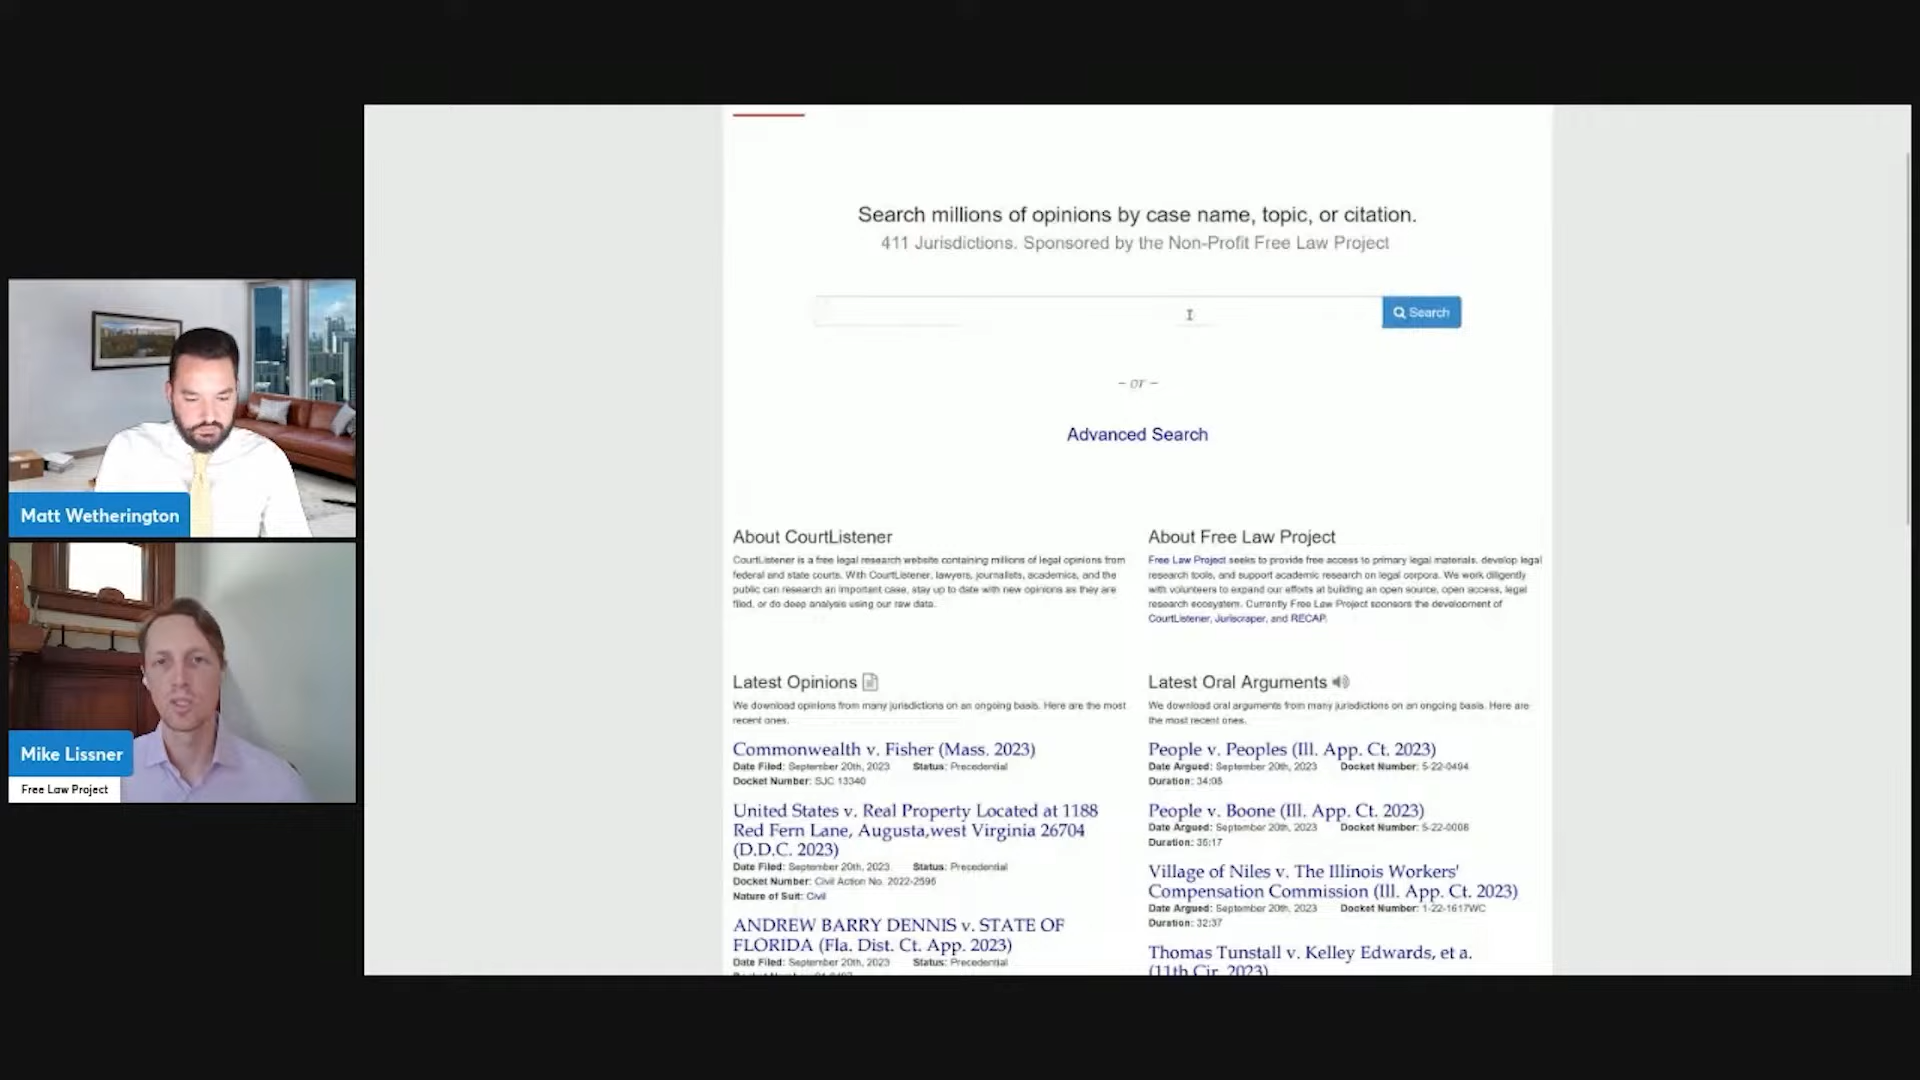 Search millions of opinions by case name, topic, or citation.
411 Jurisdictions. Sponsored by the Non-Profit Free Law Project
Search
– or –
Advanced Search
About CourtListener
CourtListener is a free legal research website containing millions of legal opinions from
federal and state courts. With CourtListener, lawyers, journalists, academics, and the
public can research an important case, stay up to date with new opinions as they are
filed, or do deep analysis using our raw data.
About Free Law Project
Free Law Project seeks to provide free access to primary legal materials, develop legal
research tools, and support academic research on legal corpora. We work diligently
with volunteers to expand our efforts at building an open source, open access, legal
research ecosystem. Currently Free Law Project sponsors the development of
CourtListener, Juriscraper, and RECAP.
Latest Opinions
We download opinions from many jurisdictions on an ongoing basis. Here are the most
recent ones.
Commonwealth v. Fisher (Mass. 2023)
Date Filed: September 20th, 2023 Status: Precedential
Docket Number: SJC 13340
United States v. Real Property Located at 1188
Red Fern Lane, Augusta,west Virginia 26704
(D.D.C. 2023)
Date Filed: September 20th, 2023 Status: Precedential
Docket Number: Civil Action No. 2022-2596
Nature of Suit: Civil
ANDREW BARRY DENNIS v. STATE OF
FLORIDA (Fla. Dist. Ct. App. 2023)
Date Filed: September 20th, 2023 Status: Precedential
Latest Oral Arguments
We download oral arguments from many jurisdictions on an ongoing basis. Here are
the most recent ones.
People v. Peoples (Ill. App. Ct. 2023)
Date Argued: September 20th, 2023 Docket Number: 5-22-0494
Duration: 34:08
People v. Boone (Ill. App. Ct. 2023)
Date Argued: September 20th, 2023 Docket Number: 5-22-0008
Duration: 36:17
Village of Niles v. The Illinois Workers'
Compensation Commission (Ill. App. Ct. 2023)
Date Argued: September 20th, 2023 Docket Number: 1-22-1617WC
Duration: 32:37
Thomas Tunstall v. Kelley Edwards, et a.
(11th Cir. 2023)
Matt Wetherington
Mike Lissner
Free Law Project